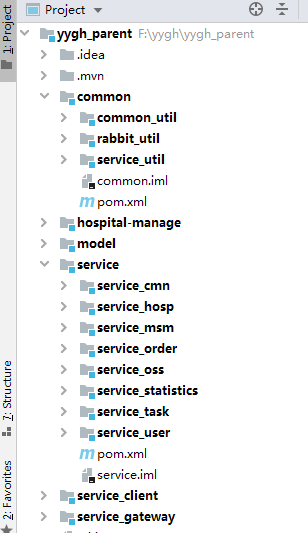 1: Project
Project
yygh_parent F:\yygh\yygh_parent
.idea
.mvn
common
common_util
rabbit_util
service_util
common.iml
pom.xml
hospital-manage
model
service
service_cmn
service_hosp
service_msm
service_order
service_oss
service_statistics
service_task
service_user
pom.xml
service.iml
service_client
service_gateway
7: Structure
2: Favorites